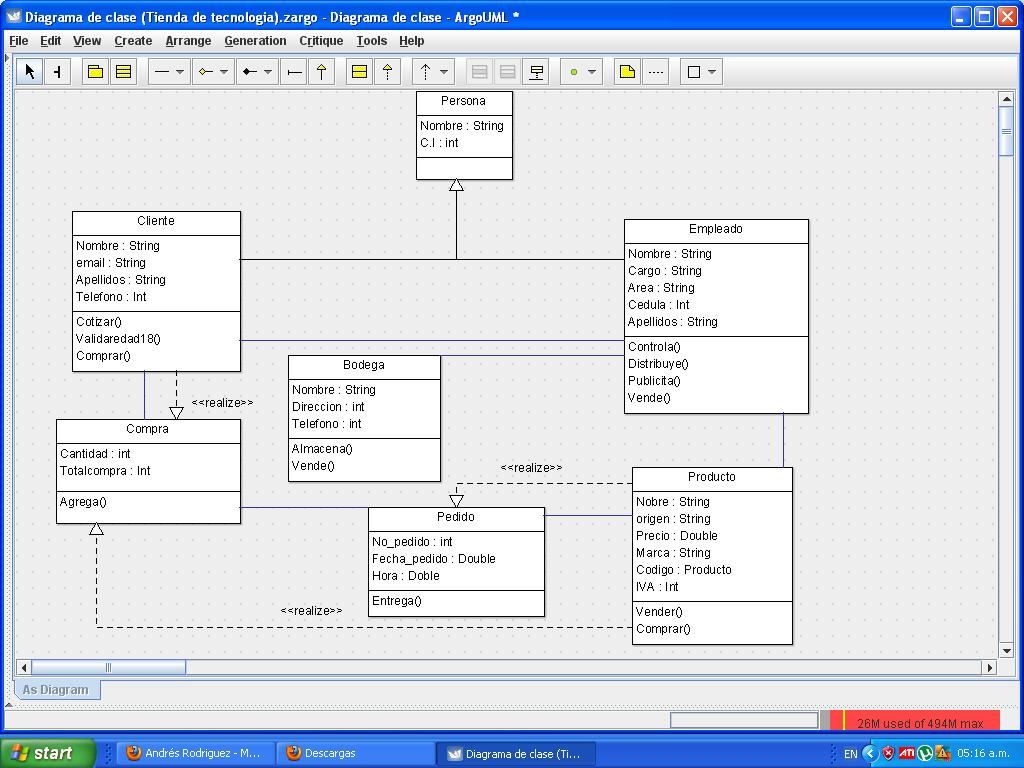 Diagrama de clase (Tienda de tecnologia).zargo - Diagrama de clase - ArgoUML *
File Edit View Create Arrange Generation Critique Tools Help
Persona
Nombre : String
C.I : int
Cliente
Nombre : String
email : String
Apellidos : String
Telefono : Int
Cotizar()
Validaredad18()
Comprar()
Empleado
Nombre : String
Cargo : String
Area : String
Cedula : Int
Apellidos : String
Controla()
Distribuye()
Publicita()
Vende()
Bodega
Nombre : String
Direccion : int
Telefono : int
Almacena()
Vende()
<<realize>>
Compra
Cantidad : int
Totalcompra : Int
Agrega()
<<realize>>
Producto
Nobre : String
origen : String
Precio : Double
Marca : String
Codigo : Producto
IVA : Int
Vender()
Comprar()
Pedido
No_pedido : int
Fecha_pedido : Double
Hora : Doble
Entrega()
<<realize>>
As Diagram
26M used of 494M max
start
Andrés Rodriguez - M...
Descargas
Diagrama de clase (Ti...
EN
ATI
05:16 a.m.